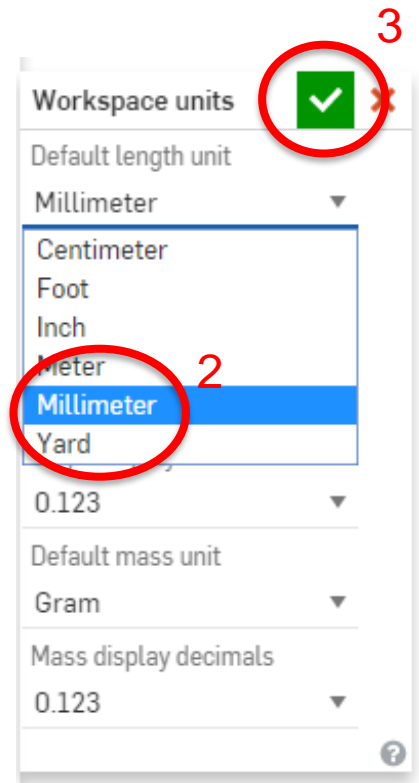 3
Workspace units
Default length unit
Millimeter
Centimeter
Foot
Inch
Meter
2
Millimeter
Yard
0.123
Default mass unit
Gram
Mass display decimals
0.123
?